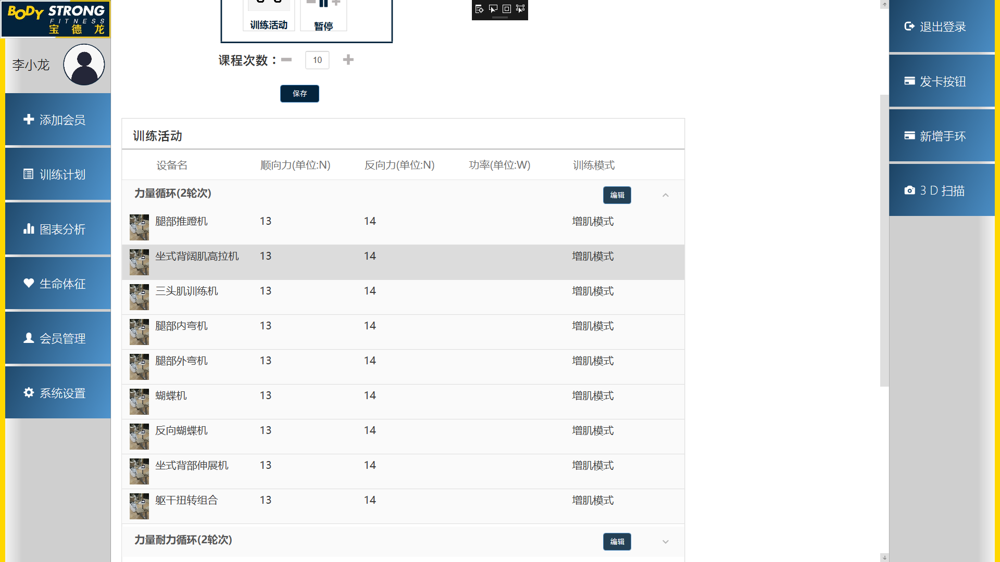 BODY STRONG
FITNESS
宝德龙
李小龙
添加会员
训练计划
图表分析
生命体征
会员管理
系统设置
训练活动
暂停
课程次数：
10
保存
训练活动
设备名 顺向力(单位:N) 反向力(单位:N) 功率(单位:W) 训练模式
力量循环(2轮次) 编辑
腿部推蹬机 13 14 增肌模式
坐式背阔肌高拉机 13 14 增肌模式
三头肌训练机 13 14 增肌模式
腿部内弯机 13 14 增肌模式
腿部外弯机 13 14 增肌模式
蝴蝶机 13 14 增肌模式
反向蝴蝶机 13 14 增肌模式
坐式背部伸展机 13 14 增肌模式
躯干扭转组合 13 14 增肌模式
力量耐力循环(2轮次) 编辑
退出登录
发卡按钮
新增手环
3 D 扫描